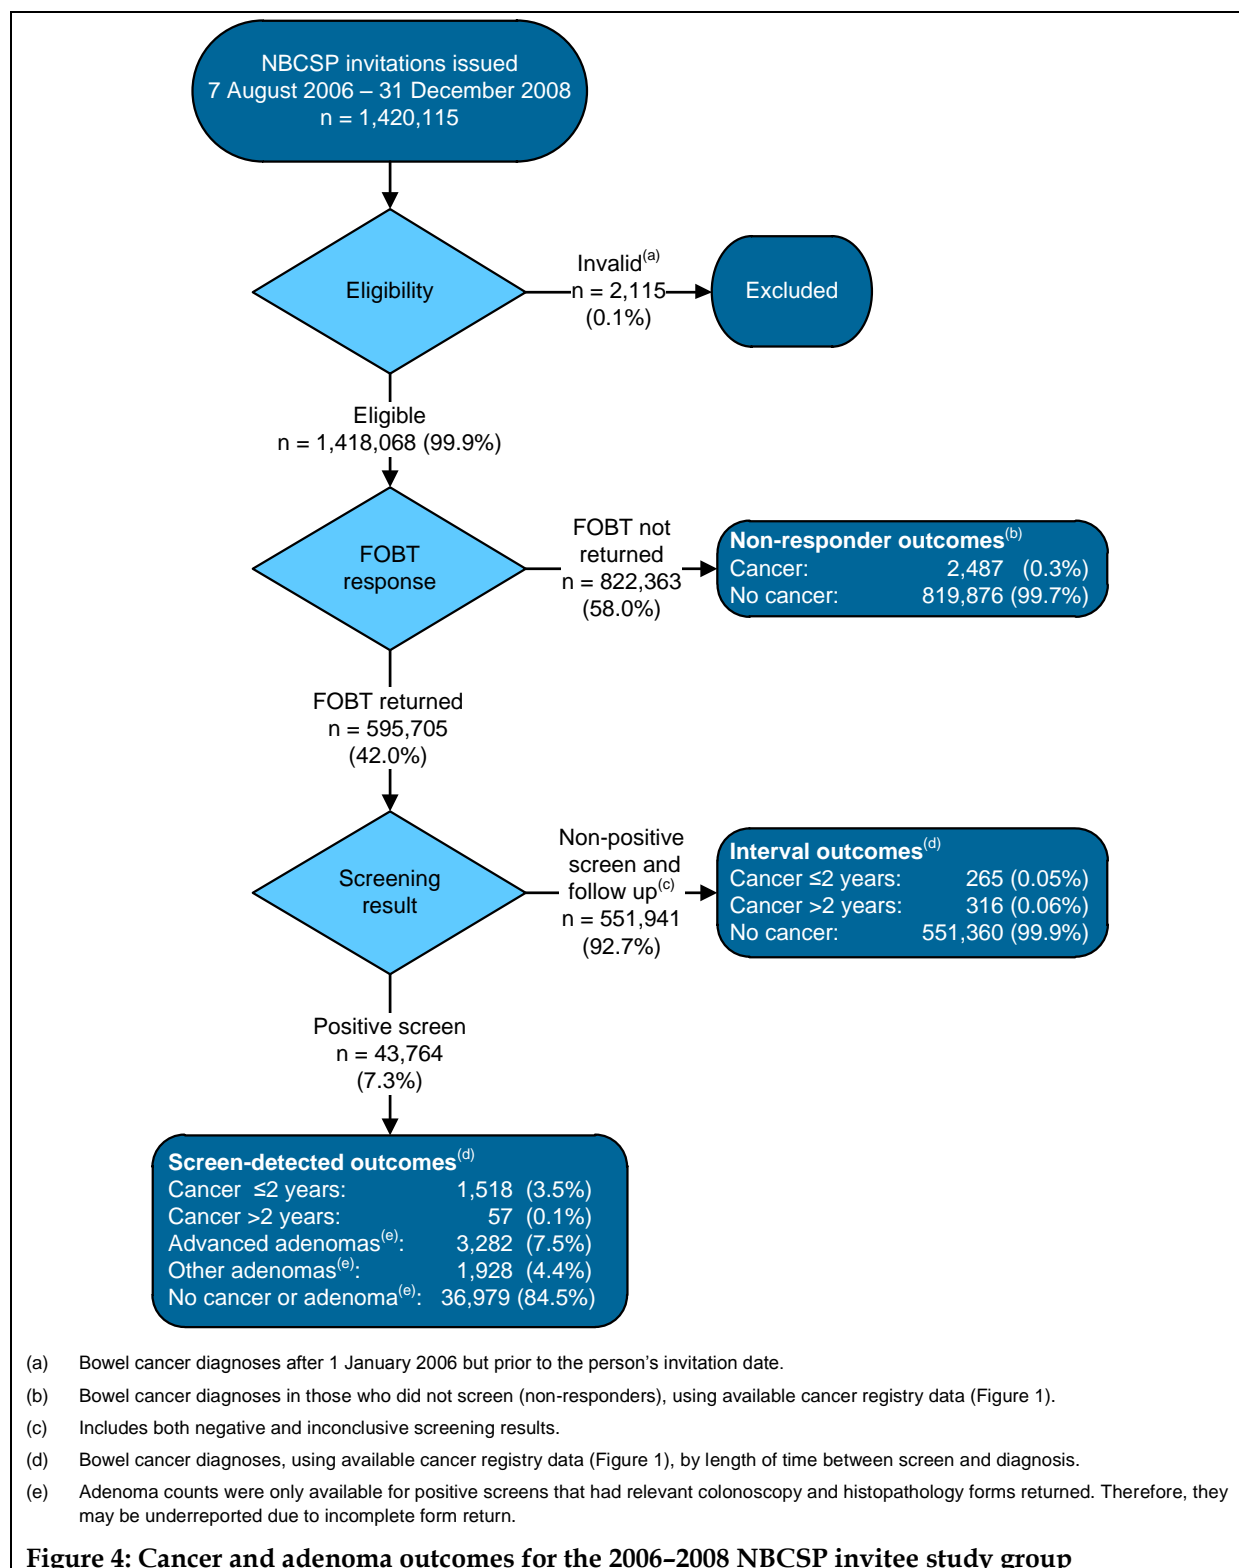 NBCSP invitations issued
7 August 2006 – 31 December 2008
n = 1,420,115
Eligibility
Invalid(a)
n = 2,115
(0.1%)
Excluded
Eligible
n = 1,418,068 (99.9%)
FOBT
response
FOBT not
returned
n = 822,363
(58.0%)
Non-responder outcomes(b)
Cancer: 2,487 (0.3%)
No cancer: 819,876 (99.7%)
FOBT returned
n = 595,705
(42.0%)
Screening
result
Non-positive
screen and
follow up(c)
n = 551,941
(92.7%)
Interval outcomes(d)
Cancer ≤2 years: 265 (0.05%)
Cancer >2 years: 316 (0.06%)
No cancer: 551,360 (99.9%)
Positive screen
n = 43,764
(7.3%)
Screen-detected outcomes(d)
Cancer ≤2 years: 1,518 (3.5%)
Cancer >2 years: 57 (0.1%)
Advanced adenomas(e): 3,282 (7.5%)
Other adenomas(e): 1,928 (4.4%)
No cancer or adenoma(e): 36,979 (84.5%)
(a) Bowel cancer diagnoses after 1 January 2006 but prior to the person's invitation date.
(b) Bowel cancer diagnoses in those who did not screen (non-responders), using available cancer registry data (Figure 1).
(c) Includes both negative and inconclusive screening results.
(d) Bowel cancer diagnoses, using available cancer registry data (Figure 1), by length of time between screen and diagnosis.
(e) Adenoma counts were only available for positive screens that had relevant colonoscopy and histopathology forms returned. Therefore, they
may be underreported due to incomplete form return.
Figure 4: Cancer and adenoma outcomes for the 2006–2008 NBCSP invitee study group